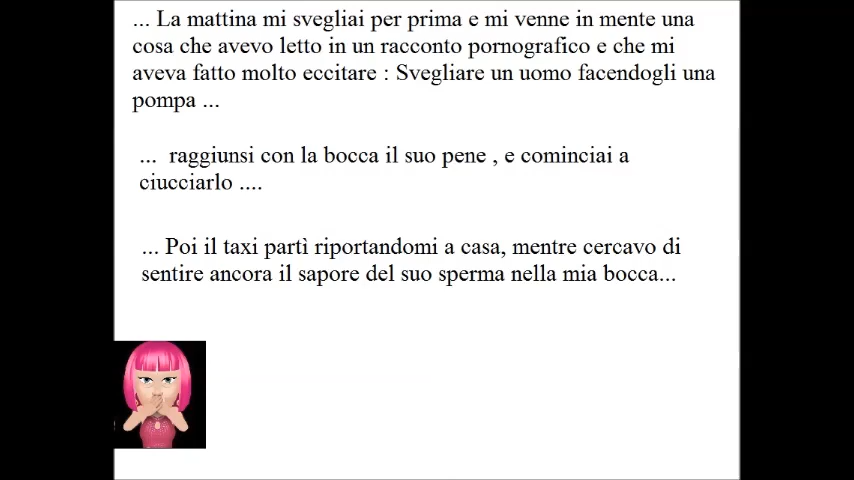 ... La mattina mi svegliai per prima e mi venne in mente una
cosa che avevo letto in un racconto pornografico e che mi
aveva fatto molto eccitare : Svegliare un uomo facendogli una
pompa ...
... raggiunsi con la bocca il suo pene , e cominciai a
ciucciarlo ....
... Poi il taxi partì riportandomi a casa, mentre cercavo di
sentire ancora il sapore del suo sperma nella mia bocca...